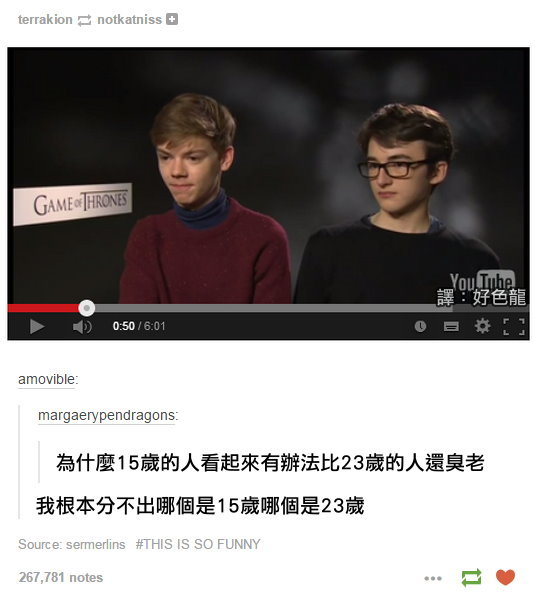 terrakion notkatniss
GAME OF THRONES
YouTube
譯：好色龍
0:50 / 6:01
amovible:
margaerypendragons:
為什麼15歲的人看起來有辦法比23歲的人還臭老
我根本分不出哪個是15歲哪個是23歲
Source: sermerlins #THIS IS SO FUNNY
267,781 notes